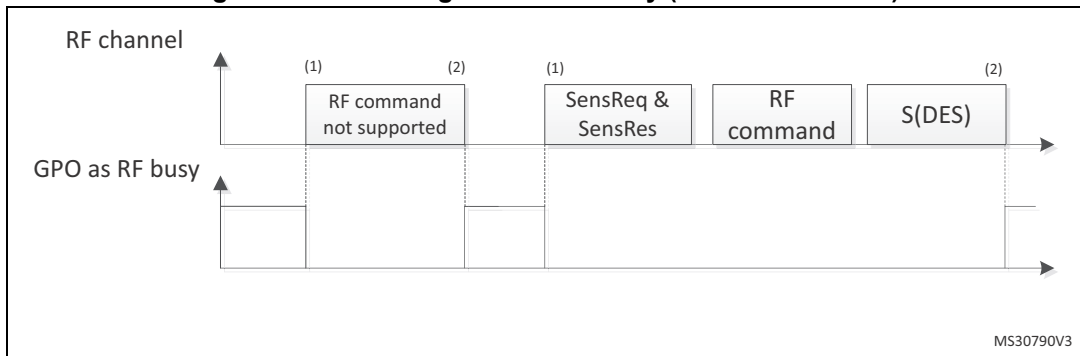 RF channel
(1)
(2)
(1)
(2)
RF command
not supported
SensReq &
SensRes
RF
command
S(DES)
GPO as RF busy
MS30790V3